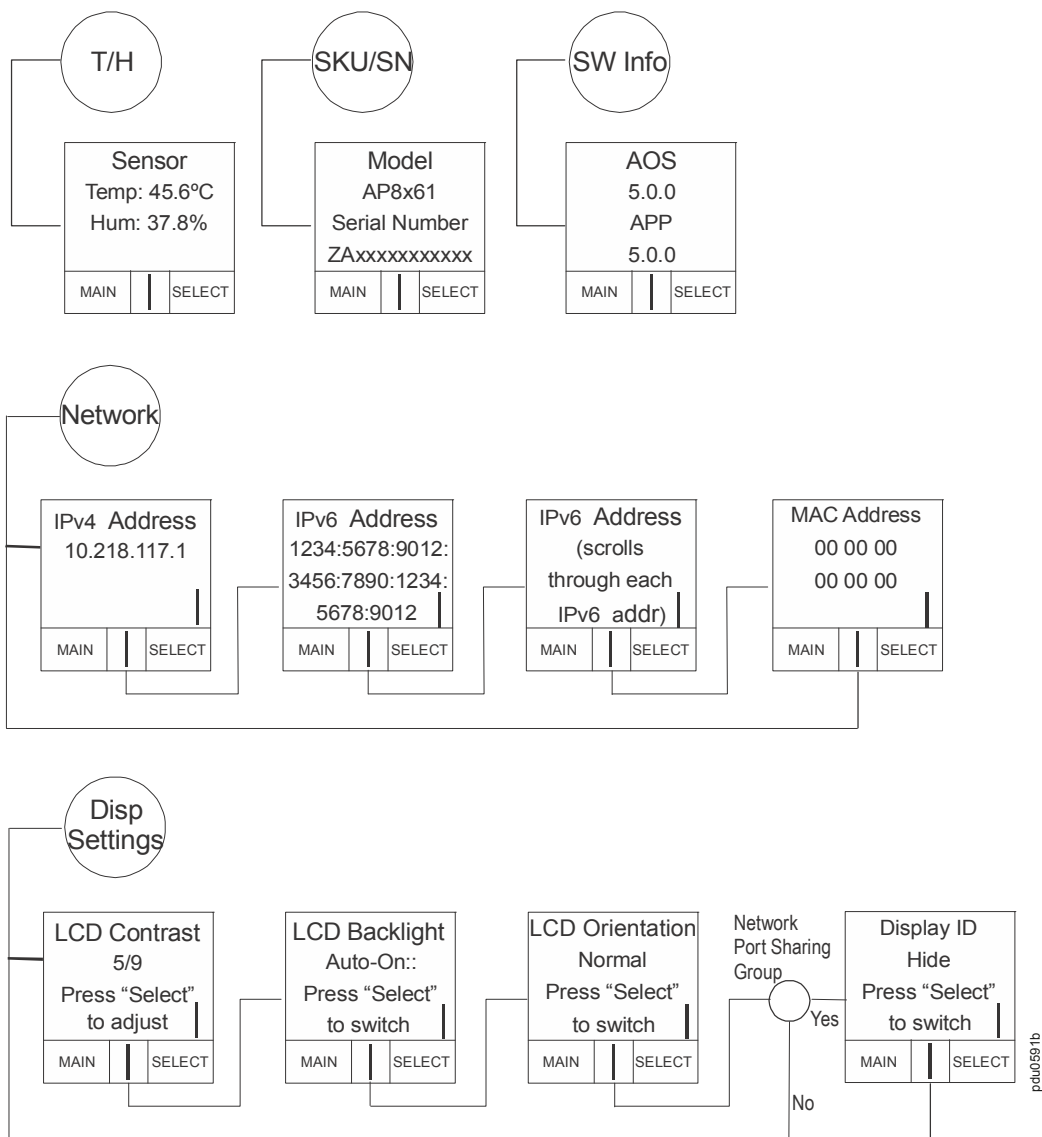 T/H
SKU/SN
SW Info
Sensor
Temp: 45.6ºC
Hum: 37.8%
MAIN
SELECT
Model
AP8x61
Serial Number
ZAxxxxxxxxxxx
MAIN
SELECT
AOS
5.0.0
APP
5.0.0
MAIN
SELECT
Network
IPv4 Address
10.218.117.1
MAIN
SELECT
IPv6 Address
1234:5678:9012:
3456:7890:1234:
5678:9012
MAIN
SELECT
IPv6 Address
(scrolls
through each
IPv6 addr)
MAIN
SELECT
MAC Address
00 00 00
00 00 00
MAIN
SELECT
Disp
Settings
LCD Contrast
5/9
Press “Select”
to adjust
MAIN
SELECT
LCD Backlight
Auto-On::
Press “Select”
to switch
MAIN
SELECT
LCD Orientation
Normal
Press “Select”
to switch
MAIN
SELECT
Network
Port Sharing
Group
Yes
No
Display ID
Hide
Press “Select”
to switch
MAIN
SELECT
pdu0591b